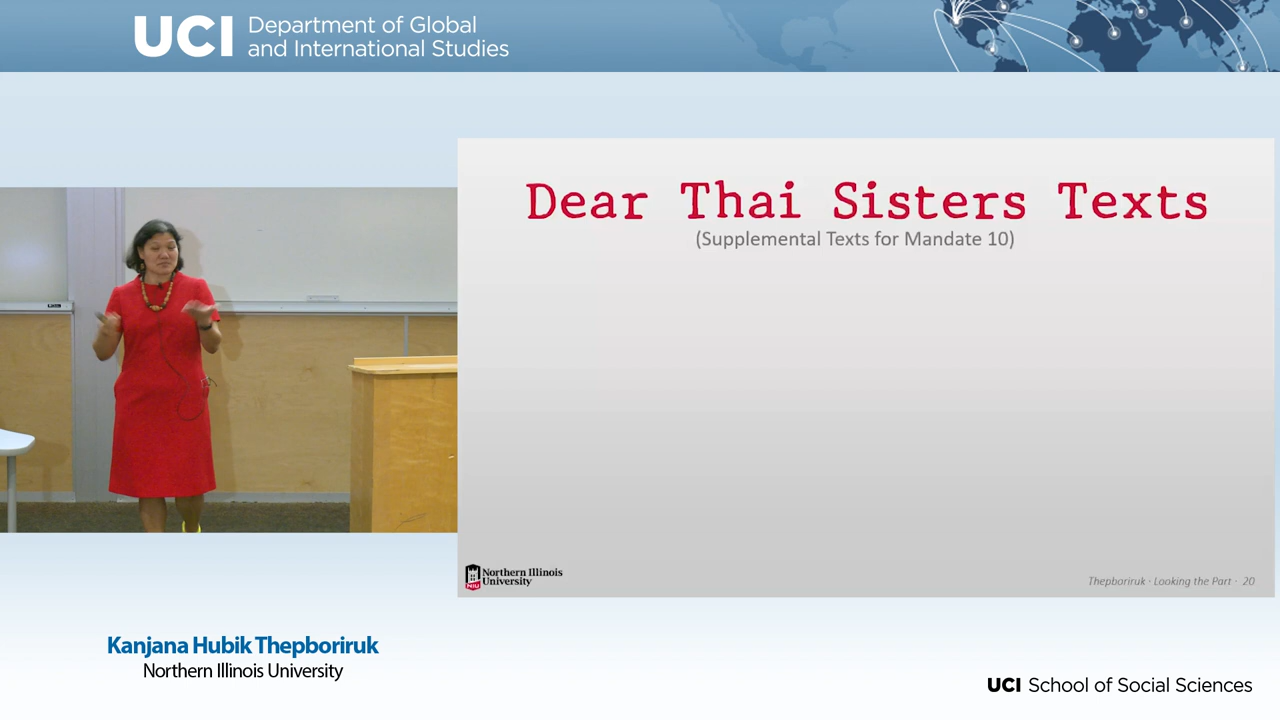 UCI Department of Global
and International Studies
Dear Thai Sisters Texts
(Supplemental Texts for Mandate 10)
NIU
Northern Illinois
University
Thepboriruk · Looking the Part · 20
Kanjana Hubik Thepboriruk
Northern Illinois University
UCI School of Social Sciences